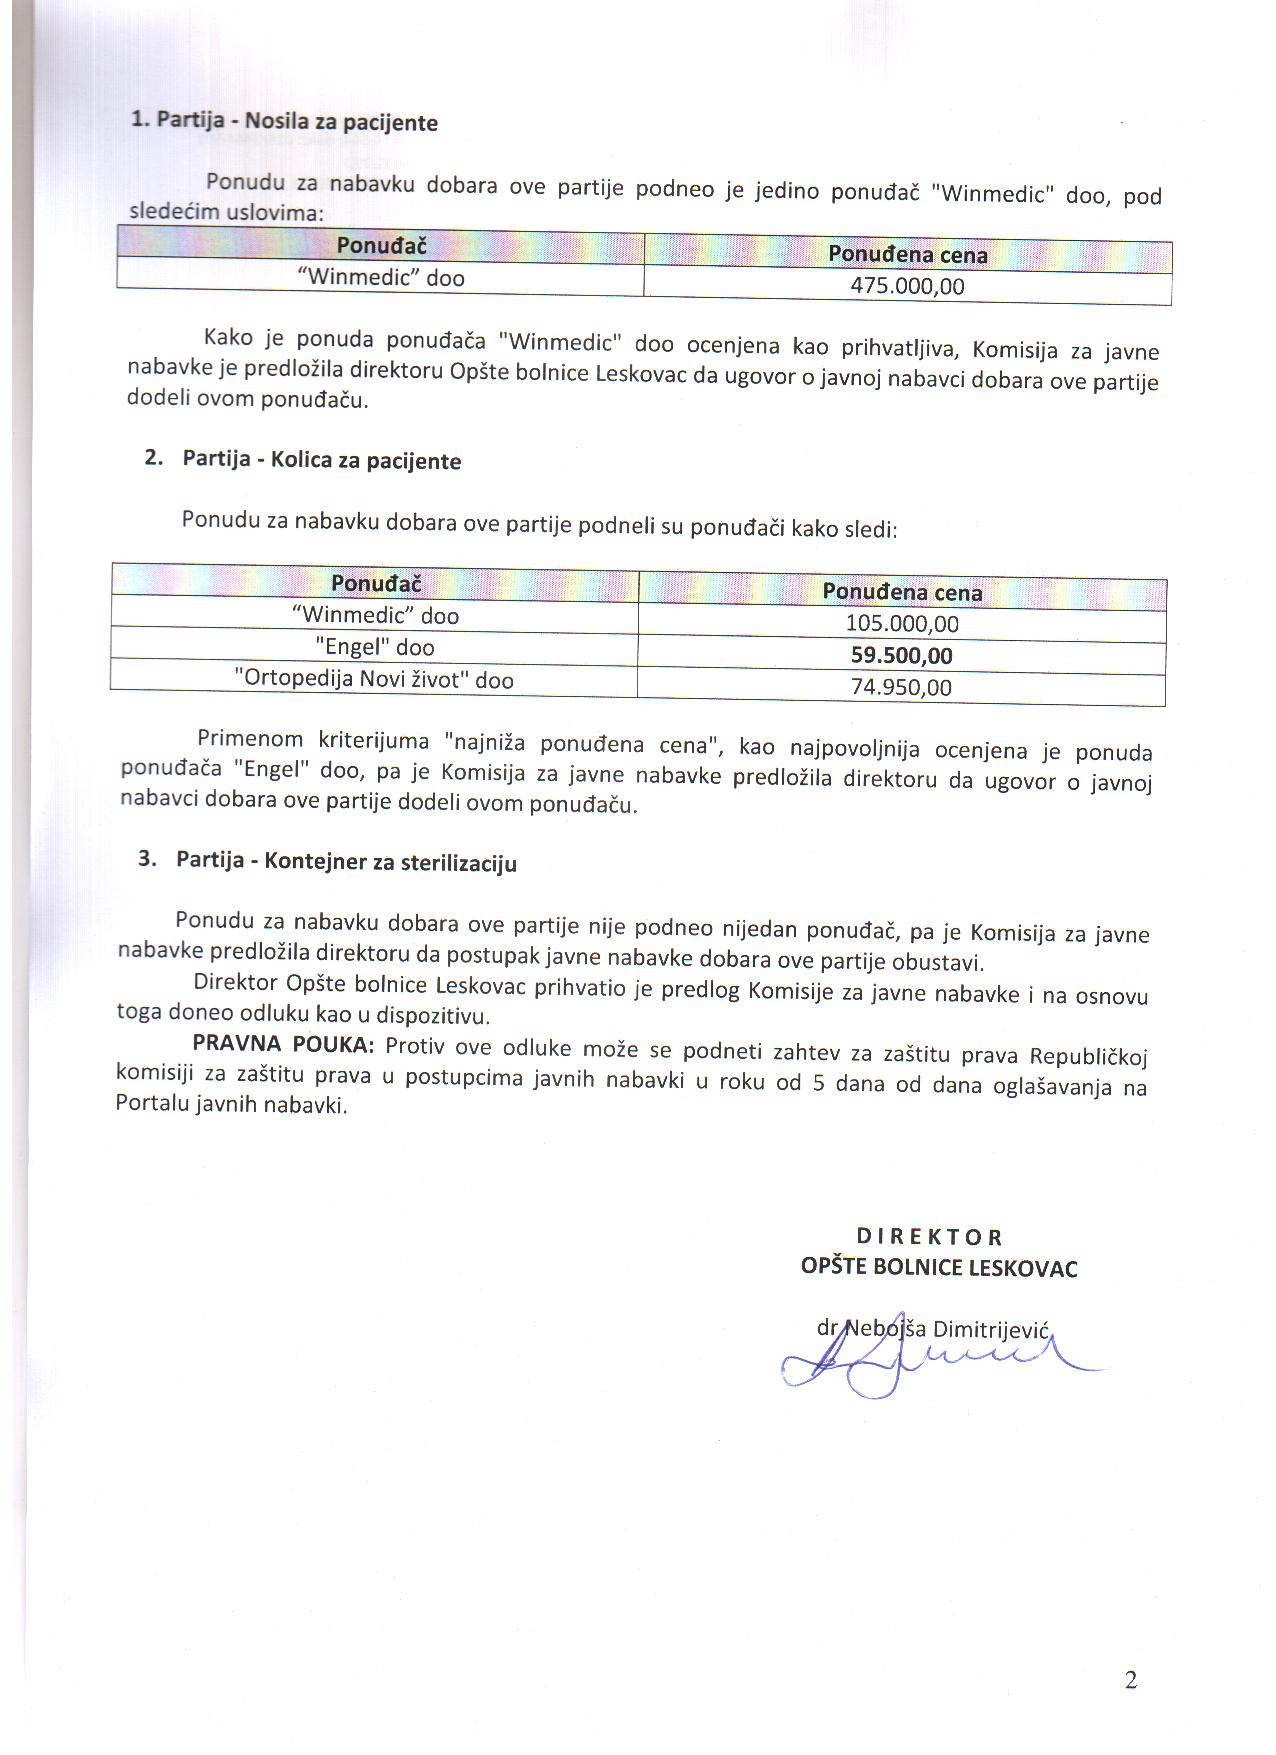 1. Partija - Nosila za pacijente
Ponudu za nabavku dobara ove partije podneo je jedino ponuđač "Winmedic" doo, pod
sledećim uslovima:
Ponuđač Ponuđena cena
“Winmedic” doo 475.000,00
Kako je ponuda ponuđača "Winmedic" doo ocenjena kao prihvatljiva, Komisija za javne
nabavke je predložila direktoru Opšte bolnice Leskovac da ugovor o javnoj nabavci dobara ove partije
dodeli ovom ponuđaču.
2. Partija - Kolica za pacijente
Ponudu za nabavku dobara ove partije podneli su ponuđači kako sledi:
Ponuđač Ponuđena cena
“Winmedic” doo 105.000,00
"Engel" doo 59.500,00
"Ortopedija Novi život" doo 74.950,00
Primenom kriterijuma "najniža ponuđena cena", kao najpovoljnija ocenjena je ponuda
ponuđača "Engel" doo, pa je Komisija za javne nabavke predložila direktoru da ugovor o javnoj
nabavci dobara ove partije dodeli ovom ponuđaču.
3. Partija - Kontejner za sterilizaciju
Ponudu za nabavku dobara ove partije nije podneo nijedan ponuđač, pa je Komisija za javne
nabavke predložila direktoru da postupak javne nabavke dobara ove partije obustavi.
Direktor Opšte bolnice Leskovac prihvatio je predlog Komisije za javne nabavke i na osnovu
toga doneo odluku kao u dispozitivu.
PRAVNA POUKA: Protiv ove odluke može se podneti zahtev za zaštitu prava Republičkoj
komisiji za zaštitu prava u postupcima javnih nabavki u roku od 5 dana od dana oglašavanja na
Portalu javnih nabavki.
D I R E K T O R
OPŠTE BOLNICE LESKOVAC
dr Nebojša Dimitrijević
2